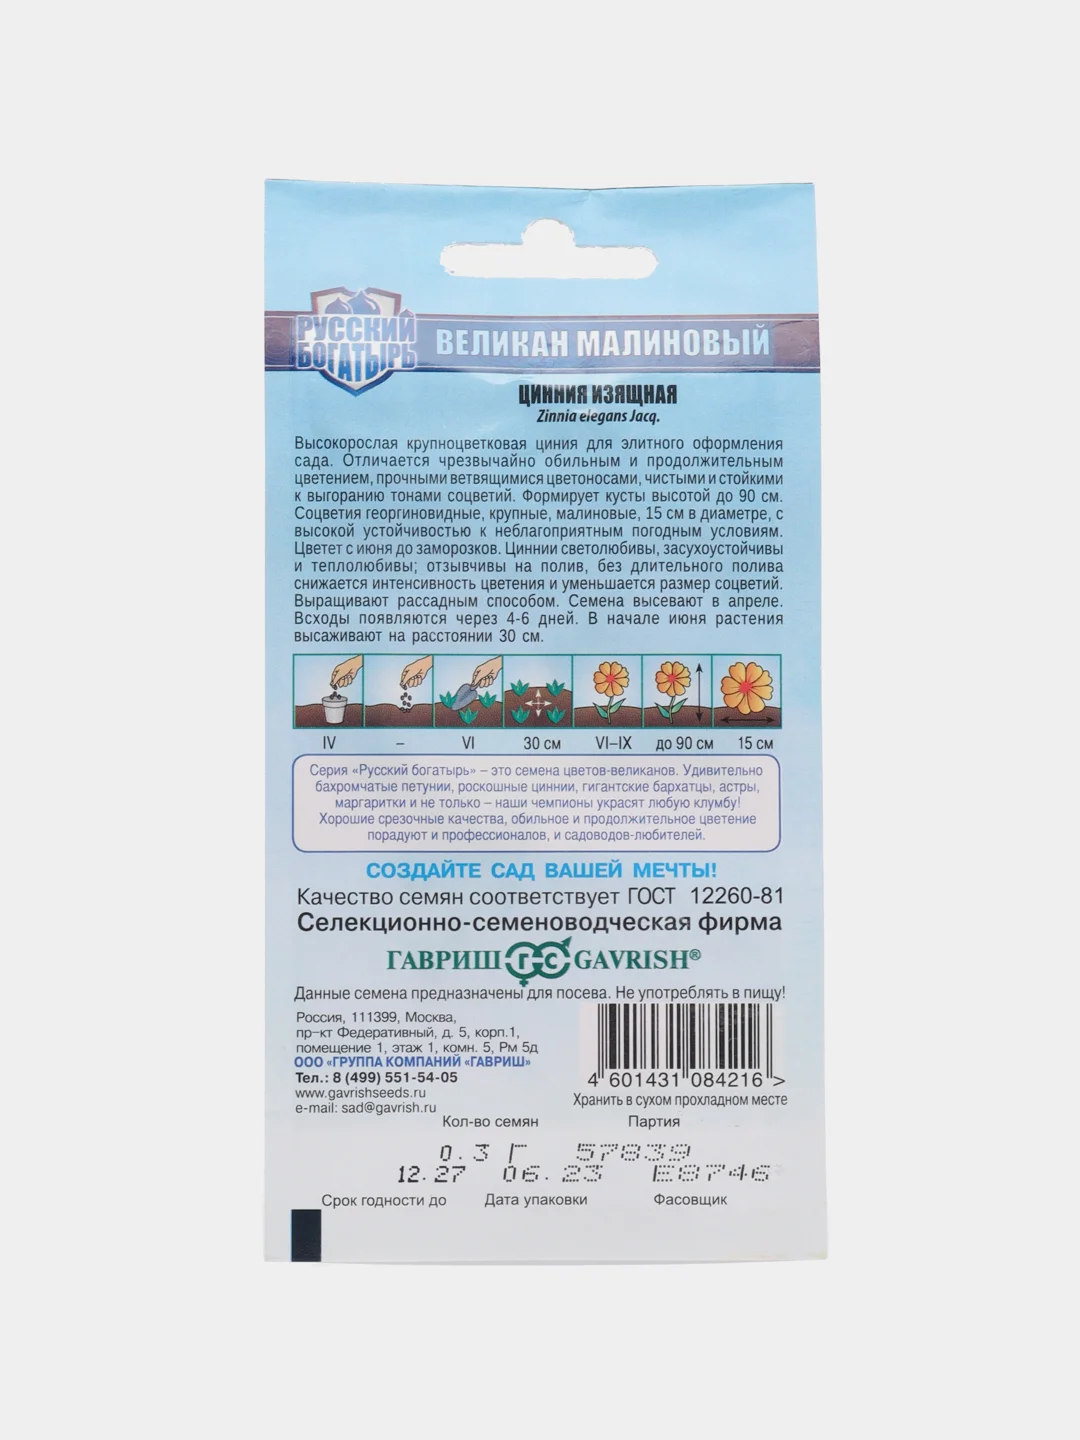 РУССКИЙ
БОГАТЫРЬ
ВЕЛИКАН МАЛИНОВЫЙ
ЦИННИЯ ИЗЯЩНАЯ
Zinnia elegans Jacq.
Высокорослая крупноцветковая циния для элитного оформления
сада. Отличается чрезвычайно обильным и продолжительным
цветением, прочными ветвящимися цветоносами, чистыми и стойкими
к выгоранию тонами соцветий. Формирует кусты высотой до 90 см.
Соцветия георгиновидные, крупные, малиновые, 15 см в диаметре, с
высокой устойчивостью к неблагоприятным погодным условиям.
Цветет с июня до заморозков. Циннии светолюбивы, засухоустойчивы
и теплолюбивы; отзывчивы на полив, без длительного полива
снижается интенсивность цветения и уменьшается размер соцветий.
Выращивают рассадным способом. Семена высевают в апреле.
Всходы появляются через 4-6 дней. В начале июня растения
высаживают на расстоянии 30 см.
IV – VI 30 см VI–IX до 90 см 15 см
Серия «Русский богатырь» – это семена цветов-великанов. Удивительно
бахромчатые петунии, роскошные циннии, гигантские бархатцы, астры,
маргаритки и не только – наши чемпионы украсят любую клумбу!
Хорошие срезочные качества, обильное и продолжительное цветение
порадуют и профессионалов, и садоводов-любителей.
СОЗДАЙТЕ САД ВАШЕЙ МЕЧТЫ!
Качество семян соответствует ГОСТ 12260-81
Селекционно-семеноводческая фирма
ГАВРИШ Г-С GAVRISH®
Данные семена предназначены для посева. Не употреблять в пищу!
Россия, 111399, Москва,
пр-кт Федеративный, д. 5, корп.1,
помещение 1, этаж 1, комн. 5, Рм 5д
ООО «ГРУППА КОМПАНИЙ «ГАВРИШ»
Тел.: 8 (499) 551-54-05
www.gavrishseeds.ru
e-mail: sad@gavrish.ru
4 601431 084216 >
Хранить в сухом прохладном месте
Кол-во семян Партия
0.3 Г 57839
12.27 06.23 Е8746
Срок годности до Дата упаковки Фасовщик